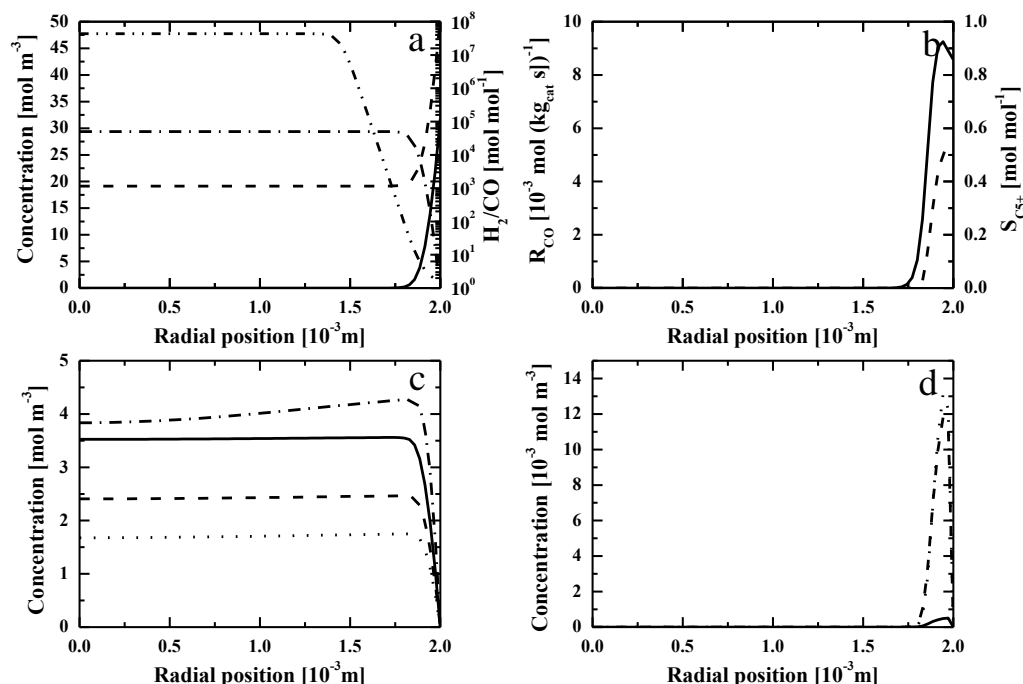 a
50
45
40
35
30
25
20
15
10
5
0
Concentration [mol m⁻³]
10⁸
10⁷
10⁶
10⁵
10⁴
10³
10²
10¹
10⁰
H₂/CO [mol mol⁻¹]
0.0 0.5 1.0 1.5 2.0
Radial position [10⁻³m]
b
10
8
6
4
2
0
R_CO [10⁻³ mol (kg_cat s])⁻¹]
1.0
0.8
0.6
0.4
0.2
0.0
S_C5+ [mol mol⁻¹]
0.0 0.5 1.0 1.5 2.0
Radial position [10⁻³m]
c
5
4
3
2
1
0
Concentration [mol m⁻³]
0.0 0.5 1.0 1.5 2.0
Radial position [10⁻³m]
d
14
12
10
8
6
4
2
0
Concentration [10⁻³ mol m⁻³]
0.0 0.5 1.0 1.5 2.0
Radial position [10⁻³m]